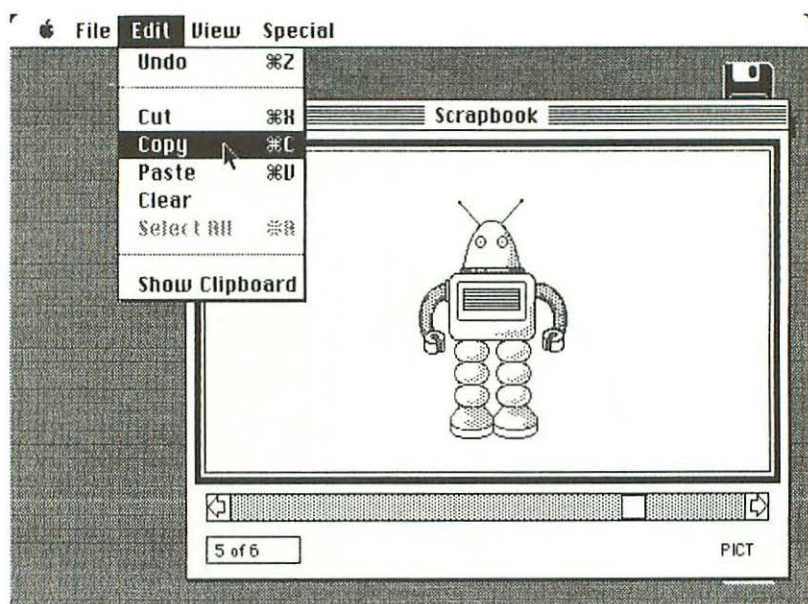 File Edit View Special
Undo ⌘Z
Cut ⌘X
Copy ⌘C
Paste ⌘V
Clear
Select All ⌘A
Show Clipboard
Scrapbook
5 of 6
PICT